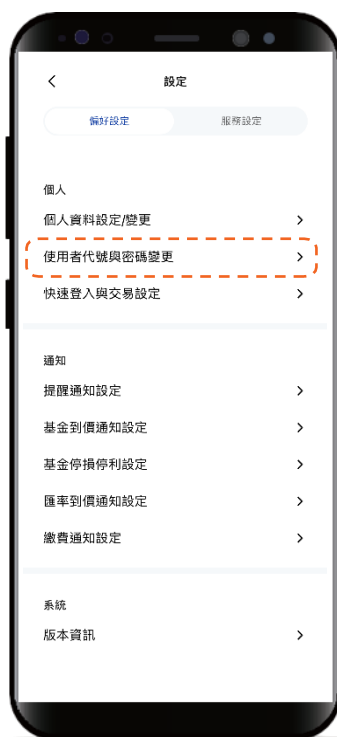 設定
偏好設定
服務設定
個人
個人資料設定/變更
使用者代號與密碼變更
快速登入與交易設定
通知
提醒通知設定
基金到價通知設定
基金停損停利設定
匯率到價通知設定
繳費通知設定
系統
版本資訊